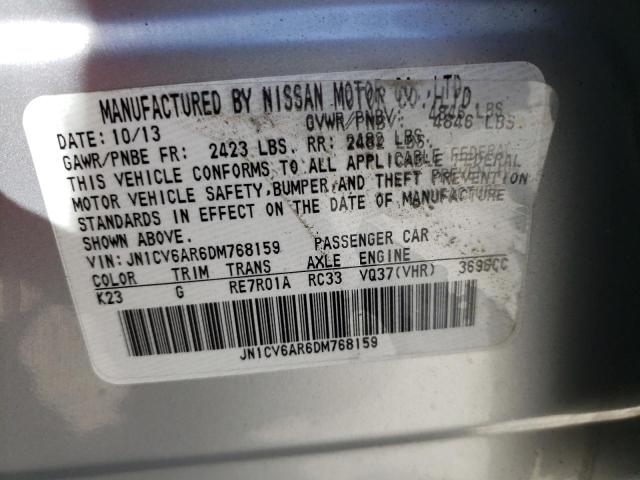 MANUFACTURED BY NISSAN MOTOR CO.,LTD
DATE: 10/13 GVWR/PNBV: 4846 LBS.
GAWR/PNBE FR: 2423 LBS. RR: 2482 LBS.
THIS VEHICLE CONFORMS TO ALL APPLICABLE FEDERAL
MOTOR VEHICLE SAFETY,BUMPER,AND THEFT PREVENTION
STANDARDS IN EFFECT ON THE DATE OF MANUFACTURE
SHOWN ABOVE.
VIN: JN1CV6AR6DM768159 PASSENGER CAR
COLOR TRIM TRANS AXLE ENGINE
K23 G RE7R01A RC33 VQ37(VHR) 3696CC
JN1CV6AR6DM768159